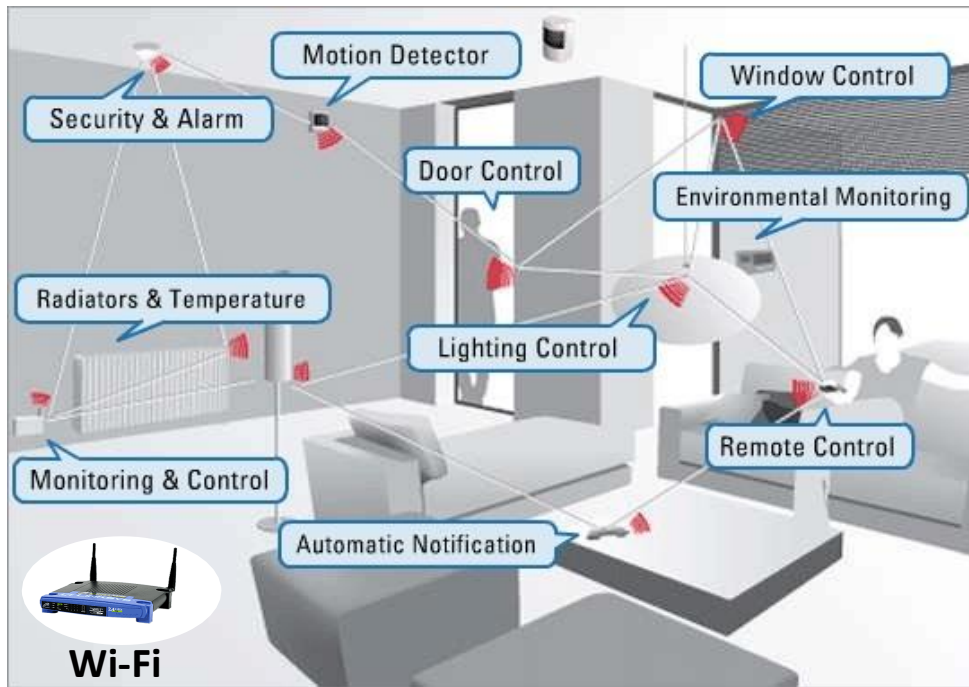 Motion Detector
Window Control
Security & Alarm
Door Control
Environmental Monitoring
Radiators & Temperature
Lighting Control
Remote Control
Monitoring & Control
Automatic Notification
Wi-Fi